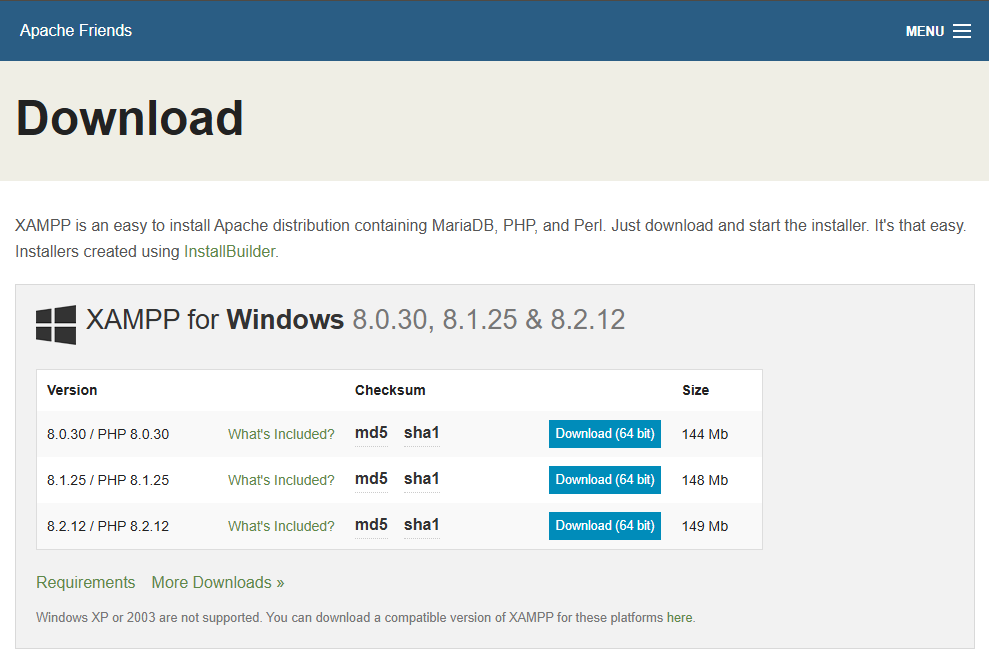 Apache Friends
MENU
Download
XAMPP is an easy to install Apache distribution containing MariaDB, PHP, and Perl. Just download and start the installer. It's that easy.
Installers created using InstallBuilder.
XAMPP for Windows 8.0.30, 8.1.25 & 8.2.12
Version Checksum Size
8.0.30 / PHP 8.0.30 What's Included? md5 sha1 Download (64 bit) 144 Mb
8.1.25 / PHP 8.1.25 What's Included? md5 sha1 Download (64 bit) 148 Mb
8.2.12 / PHP 8.2.12 What's Included? md5 sha1 Download (64 bit) 149 Mb
Requirements More Downloads »
Windows XP or 2003 are not supported. You can download a compatible version of XAMPP for these platforms here.